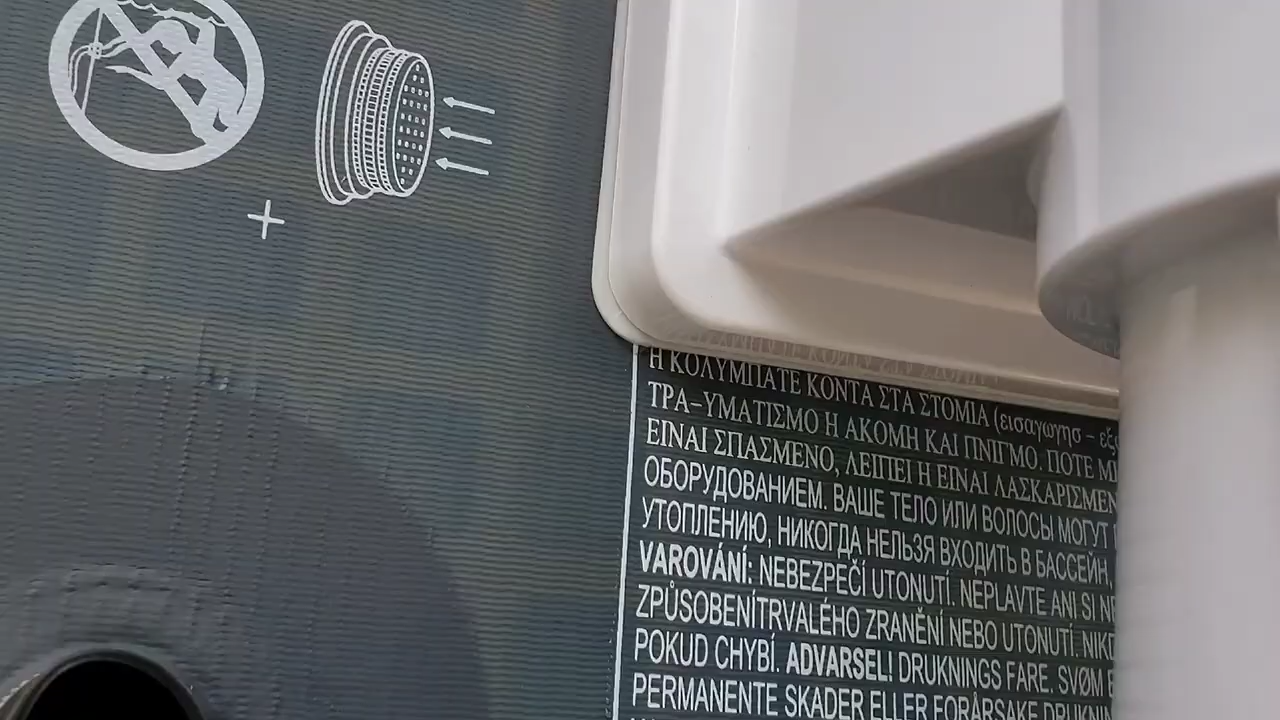 Η ΚΟΛΥΜΠΑΤΕ ΚΟΝΤΑ ΣΤΑ ΣΤΟΜΙΑ (εισαγωγησ –
ΤΡΑ–ΥΜΑΤΙΣΜΟ Η ΑΚΟΜΗ ΚΑΙ ΠΝΙΓΜΟ. ΠΟΤΕ
ΕΙΝΑΙ ΣΠΑΣΜΕΝΟ, ΛΕΙΠΕΙ Η ΕΙΝΑΙ
ОБОРУДОВАНИЕМ. ВАШЕ ТЕЛО ИЛИ ВОЛОСЫ МОГУТ
УТОПЛЕНИЮ, НИКОГДА НЕЛЬЗЯ ВХОДИТЬ В БАССЕЙН,
VAROVÁNÍ: NEBEZPEČÍ UTONUTÍ. NEPLAVTE ANI SI
ZPŮSOBENÍTRVALÉHO ZRANĚNÍ NEBO UTONUTÍ.
POKUD CHYBÍ. ADVARSEL! DRUKNINGS FARE. SVØM
PERMANENTE SKADER ELLER FORÅRSAKE